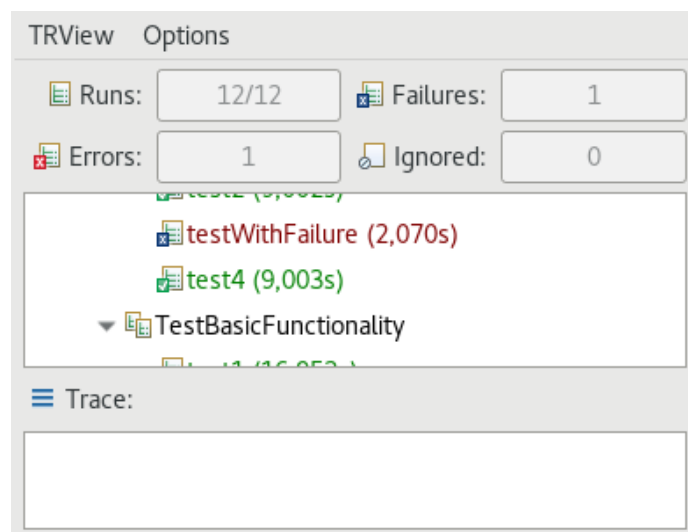 TRView Options
Runs: 12/12 Failures: 1
Errors: 1 Ignored: 0
testWithFailure (2,070s)
test4 (9,003s)
TestBasicFunctionality
Trace: